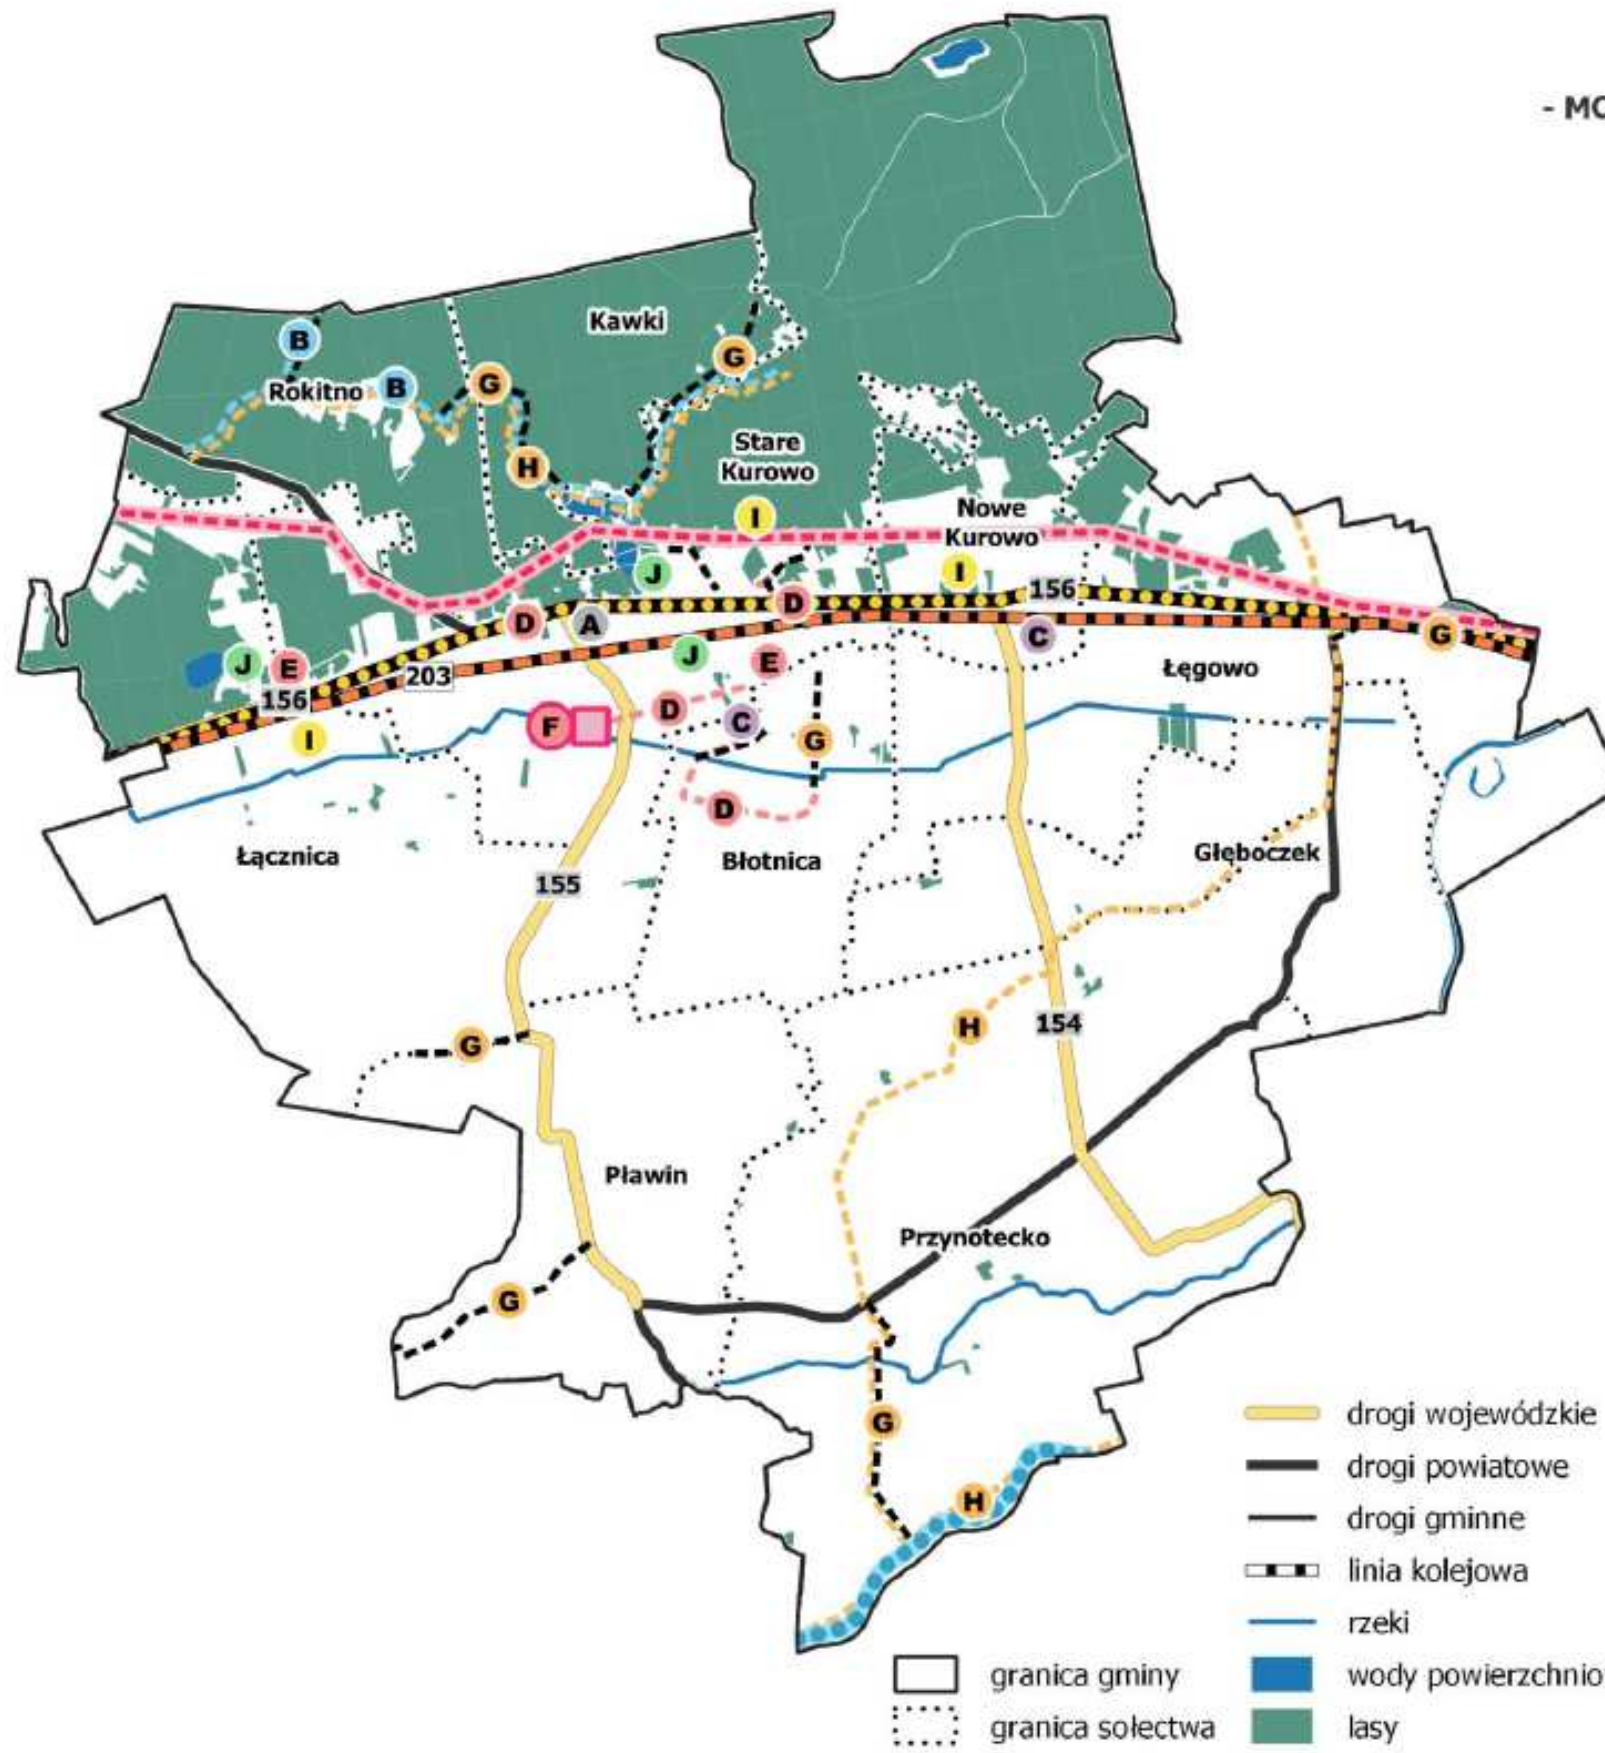 - MO
Kawki
B
G
Rokitno
B
G
Stare
Kurowo
H
I
Nowe
Kurowo
J
I
156
D
D
A
C
G
J
E
J
E
Łęgowo
203
156
D
C
F
I
G
D
Łącznica
Błotnica
Głęboczek
155
H
154
G
Pławin
Przynotecko
G
G
H
drogi wojewódzkie
drogi powiatowe
drogi gminne
linia kolejowa
rzeki
granica gminy
wody powierzchnio
granica sołectwa
lasy